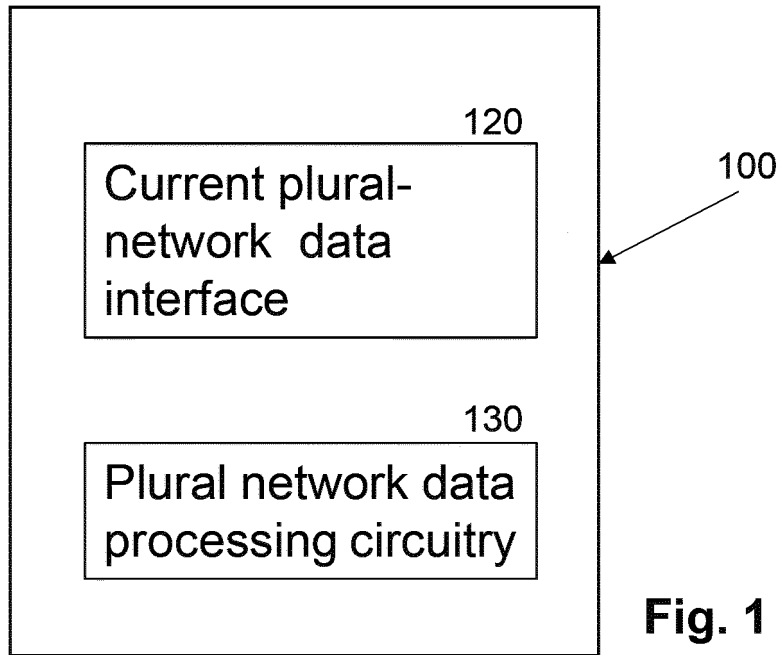 120
Current plural-
network data
interface
100
130
Plural network data
processing circuitry
Fig. 1